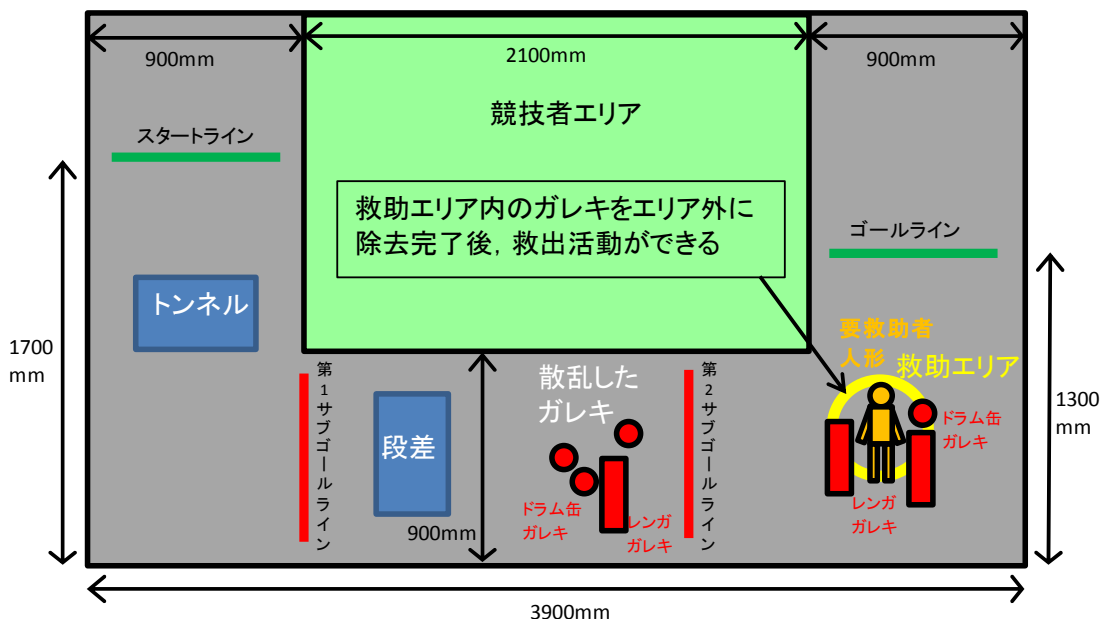 900mm
2100mm
900mm
競技者エリア
スタートライン
救助エリア内のガレキをエリア外に
除去完了後，救出活動ができる
ゴールライン
トンネル
1700
mm
要救助者
人形
救助エリア
第1サブゴールライン
散乱した
ガレキ
第2サブゴールライン
1300
mm
段差
ドラム缶
ガレキ
ドラム缶
ガレキ
レンガ
ガレキ
レンガ
ガレキ
900mm
3900mm